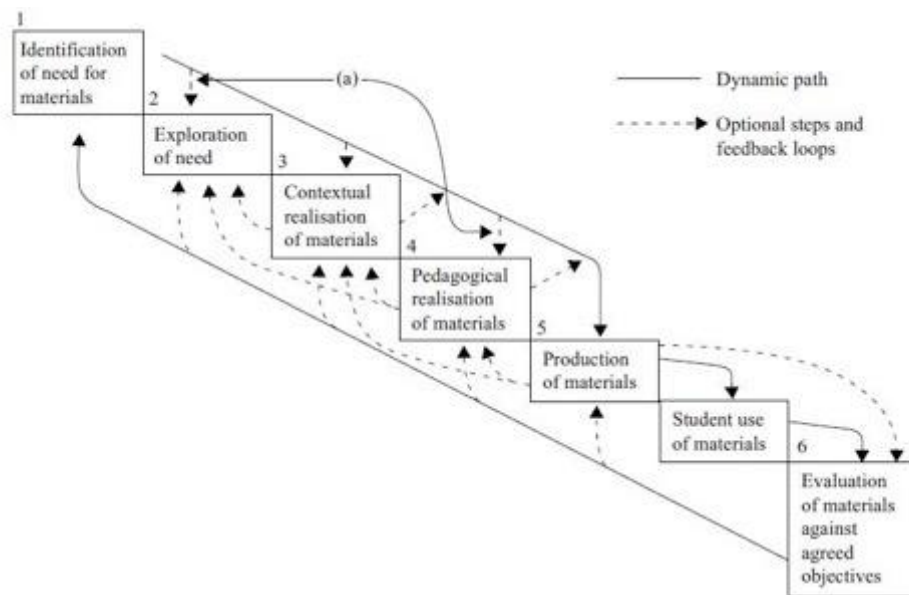 1
Identification
of need for
materials
2
Exploration
of need
3
Contextual
realisation
of materials
4
Pedagogical
realisation
of materials
5
Production
of materials
Student use
of materials
6
Evaluation
of materials
against
agreed
objectives
(a)
Dynamic path
Optional steps and
feedback loops